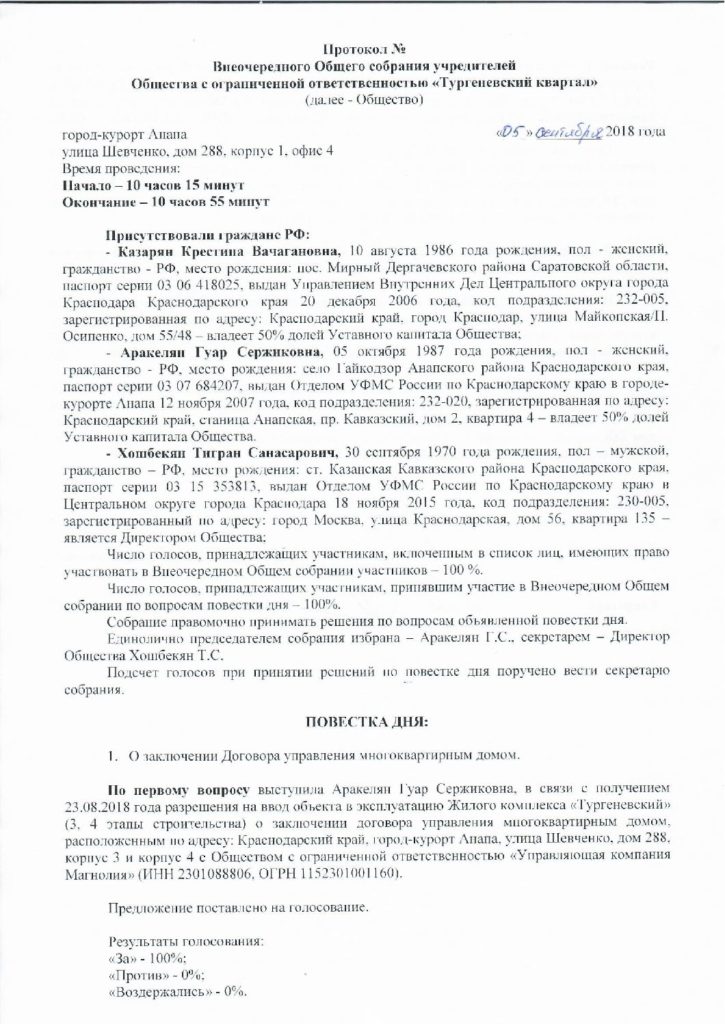 Протокол №
Внеочередного Общего собрания учредителей
Общества с ограниченной ответственностью «Тургеневский квартал»
(далее - Общество)
город-курорт Анапа «05» сентября 2018 года
улица Шевченко, дом 288, корпус 1, офис 4
Время проведения:
Начало – 10 часов 15 минут
Окончание – 10 часов 55 минут
Присутствовали граждане РФ:
- Казарян Крестина Вачагановна, 10 августа 1986 года рождения, пол - женский,
гражданство - РФ, место рождения: пос. Мирный Дергачевского района Саратовской области,
паспорт серии 03 06 418025, выдан Управлением Внутренних Дел Центрального округа города
Краснодара Краснодарского края 20 декабря 2006 года, код подразделения: 232-005,
зарегистрированная по адресу: Краснодарский край, город Краснодар, улица Майкопская/П.
Осипенко, дом 55/48 – владеет 50% долей Уставного капитала Общества;
- Аракелян Гуар Сержиковна, 05 октября 1987 года рождения, пол - женский,
гражданство - РФ, место рождения: село Гайкодзор Анапского района Краснодарского края,
паспорт серии 03 07 684207, выдан Отделом УФМС России по Краснодарскому краю в городе-
курорте Анапа 12 ноября 2007 года, код подразделения: 232-020, зарегистрированная по адресу:
Краснодарский край, станица Анапская, пр. Кавказский, дом 2, квартира 4 – владеет 50% долей
Уставного капитала Общества.
- Хошбекян Тигран Санасарович, 30 сентября 1970 года рождения, пол – мужской,
гражданство – РФ, место рождения: ст. Казанская Кавказского района Краснодарского края,
паспорт серии 03 15 353813, выдан Отделом УФМС России по Краснодарскому краю в
Центральном округе города Краснодара 18 ноября 2015 года, код подразделения: 230-005,
зарегистрированный по адресу: город Москва, улица Краснодарская, дом 56, квартира 135 –
является Директором Общества;
Число голосов, принадлежащих участникам, включенным в список лиц, имеющих право
участвовать в Внеочередном Общем собрании участников – 100 %.
Число голосов, принадлежащих участникам, принявшим участие в Внеочередном Общем
собрании по вопросам повестки дня – 100%.
Собрание правомочно принимать решения по вопросам объявленной повестки дня.
Единолично председателем собрания избрана – Аракелян Г.С., секретарем – Директор
Общества Хошбекян Т.С.
Подсчет голосов при принятии решений по повестке дня поручено вести секретарю
собрания.
ПОВЕСТКА ДНЯ:
1. О заключении Договора управления многоквартирным домом.
По первому вопросу выступила Аракелян Гуар Сержиковна, в связи с получением
23.08.2018 года разрешения на ввод объекта в эксплуатацию Жилого комплекса «Тургеневский»
(3, 4 этапы строительства) о заключении договора управления многоквартирным домом,
расположенным по адресу: Краснодарский край, город-курорт Анапа, улица Шевченко, дом 288,
корпус 3 и корпус 4 с Обществом с ограниченной ответственностью «Управляющая компания
Магнолия» (ИНН 2301088806, ОГРН 1152301001160).
Предложение поставлено на голосование.
Результаты голосования:
«За» - 100%;
«Против» - 0%;
«Воздержались» - 0%.